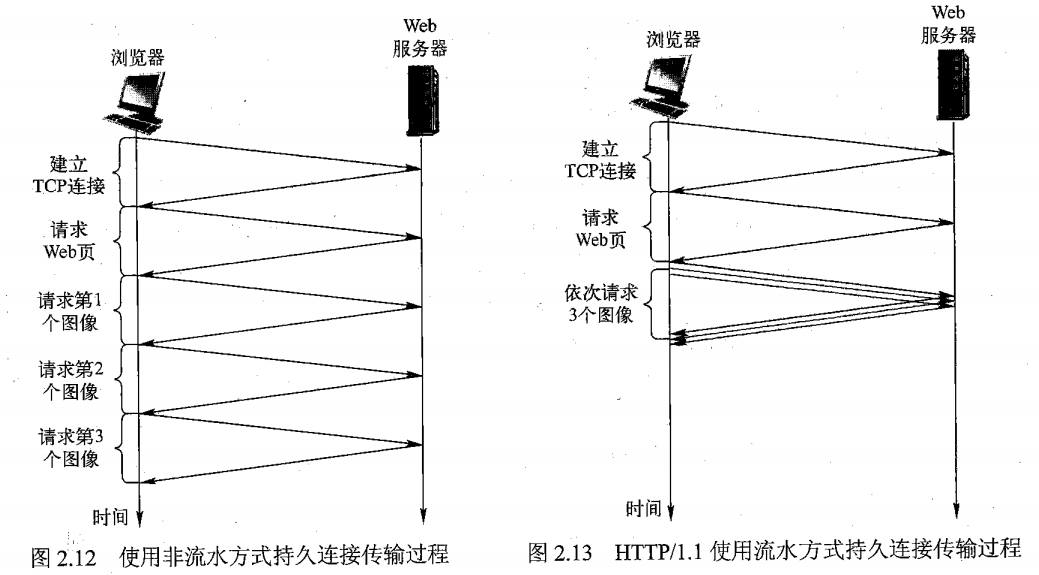 浏览器
Web
服务器
建立
TCP连接
请求
Web页
请求第1
个图像
请求第2
个图像
请求第3
个图像
时间
图 2.12 使用非流水方式持久连接传输过程
浏览器
Web
服务器
建立
TCP连接
请求
Web页
依次请求
3个图像
时间
图 2.13 HTTP/1.1 使用流水方式持久连接传输过程